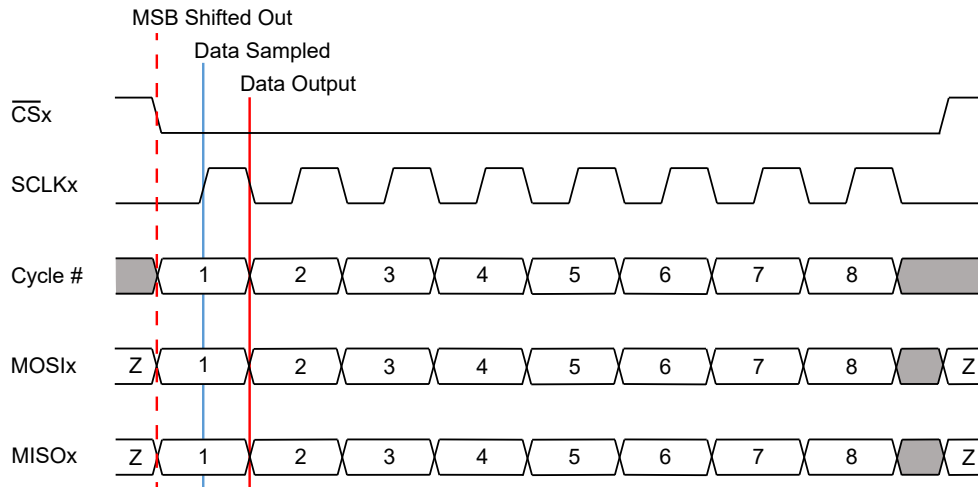 MSB Shifted Out
Data Sampled
Data Output
C̅S̅x
SCLKx
Cycle # 1 2 3 4 5 6 7 8
MOSIx Z 1 2 3 4 5 6 7 8 Z
MISOx Z 1 2 3 4 5 6 7 8 Z